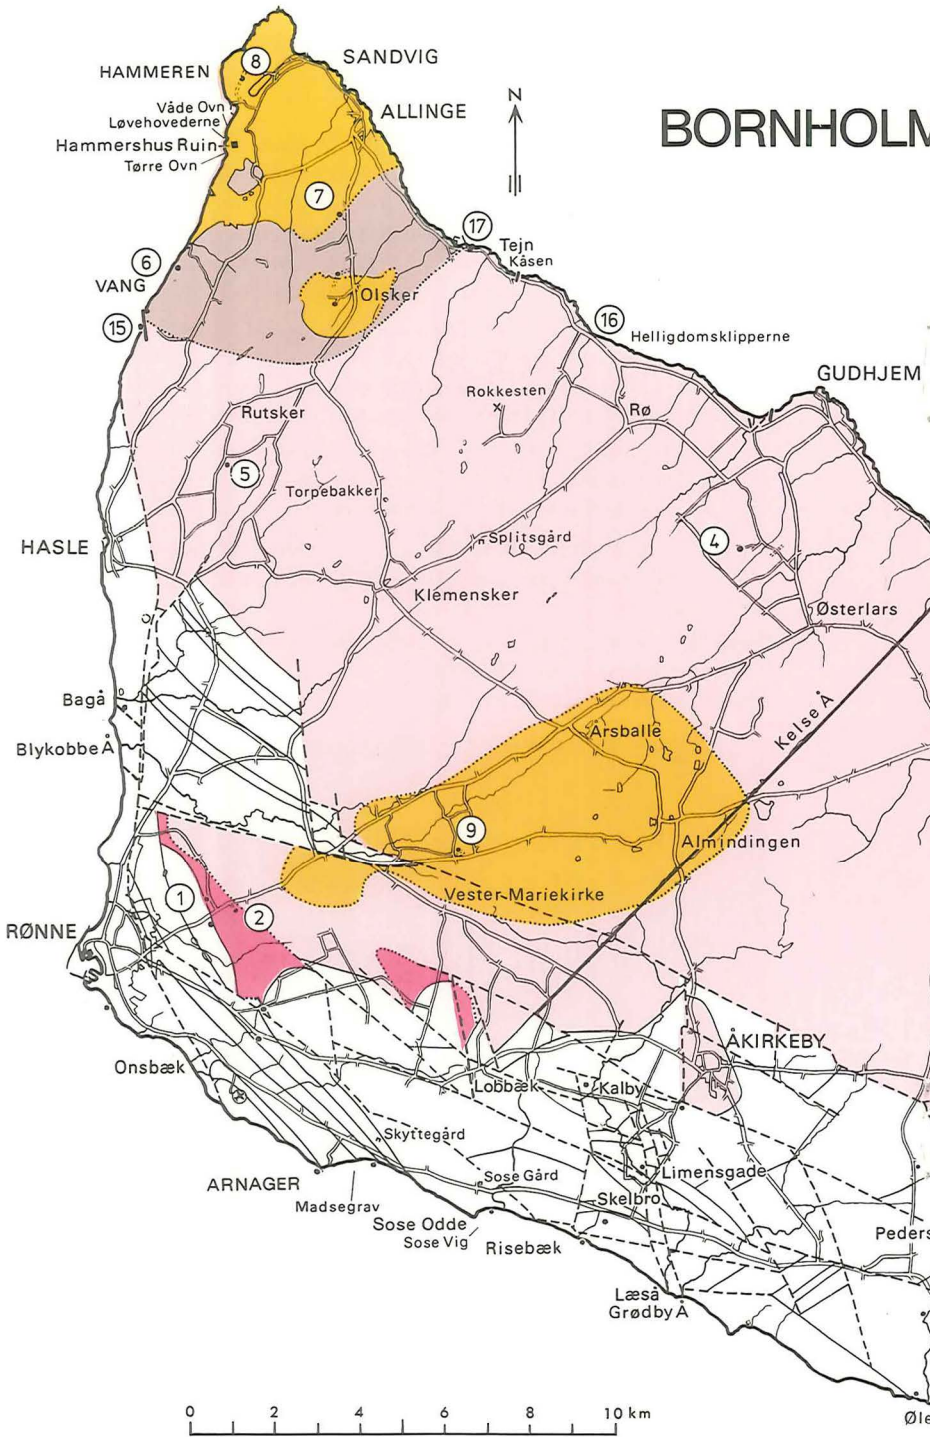 BORNHOLM
N
SANDVIG
8
HAMMEREN
ALLINGE
Våde Ovn
Løvehovederne
Hammershus Ruin
Tørre Ovn
7
17
Tejn
Kåsen
6
VANG
Olsker
15
16
Helligdomsklipperne
GUDHJEM
Rokkesten
Rø
Rutsker
5
Torpebakker
HASLE
Splitsgård
4
Klemensker
Østerlars
Bagå
Blykobbe Å
Årsballe
Kelse Å
9
Almindingen
Vester-Mariekirke
1
2
RØNNE
ÅKIRKEBY
Onsbæk
Lobbæk
Kalby
Skyttegård
Limensgade
ARNAGER
Sose Gård
Madsegrav
Skelbro
Sose Odde
Sose Vig
Risebæk
Peders
Læså
Grødby Å
0 2 4 6 8 10 km
Øle